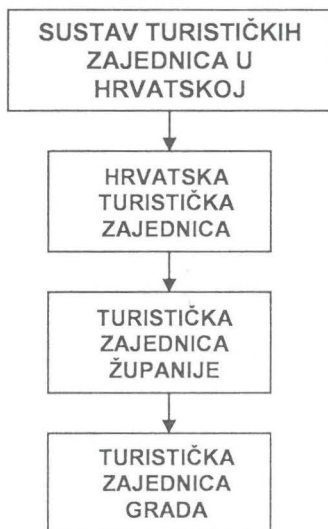 SUSTAV TURISTIČKIH
ZAJEDNICA U
HRVATSKOJ
HRVATSKA
TURISTIČKA
ZAJEDNICA
TURISTIČKA
ZAJEDNICA
ŽUPANIJE
TURISTIČKA
ZAJEDNICA
GRADA